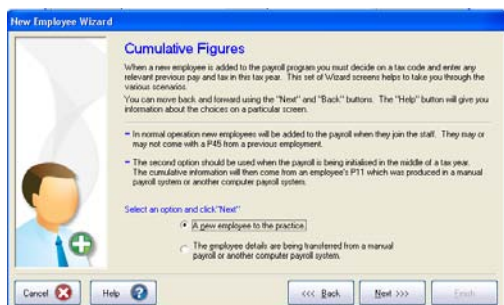 New Employee Wizard
Cumulative Figures
When a new employee is added to the payroll program you must decide on a tax code and enter any
relevant previous pay and tax in this tax year. This set of Wizard screens helps to take you through the
various scenarios.
You can move back and forward using the "Next" and "Back" buttons. The "Help" button will give you
information about the choices on a particular screen.
- In normal operation new employees will be added to the payroll when they join the staff. They may or
may not come with a P45 from a previous employment.
- The second option should be used when the payroll is being initialised in the middle of a tax year.
The cumulative information will then come from an employee's P11 which was produced in a manual
payroll system or another computer payroll system.
Select an option and click "Next"
A new employee to the practice.
The employee details are being transferred from a manual
payroll or another computer payroll system.
Cancel
Help
<<< Back
Next >>>
Finish